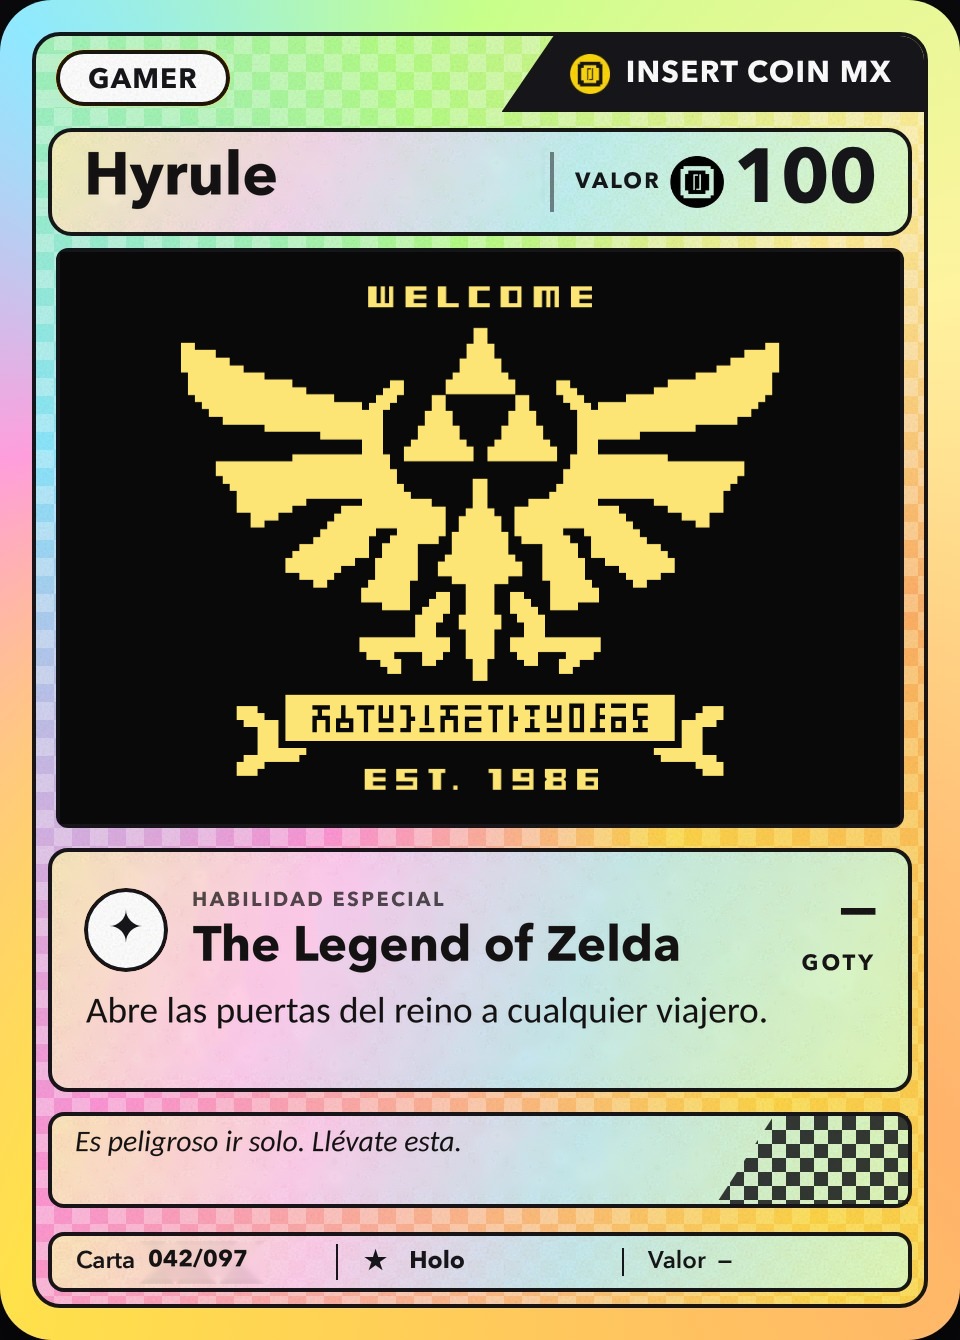 GAMER
INSERT COIN MX
Hyrule
VALOR 100
WELCOME
EST. 1986
HABILIDAD ESPECIAL
The Legend of Zelda
–
GOTY
Abre las puertas del reino a cualquier viajero.
Es peligroso ir solo. Llévate esta.
Carta 042/097
★ Holo
Valor –